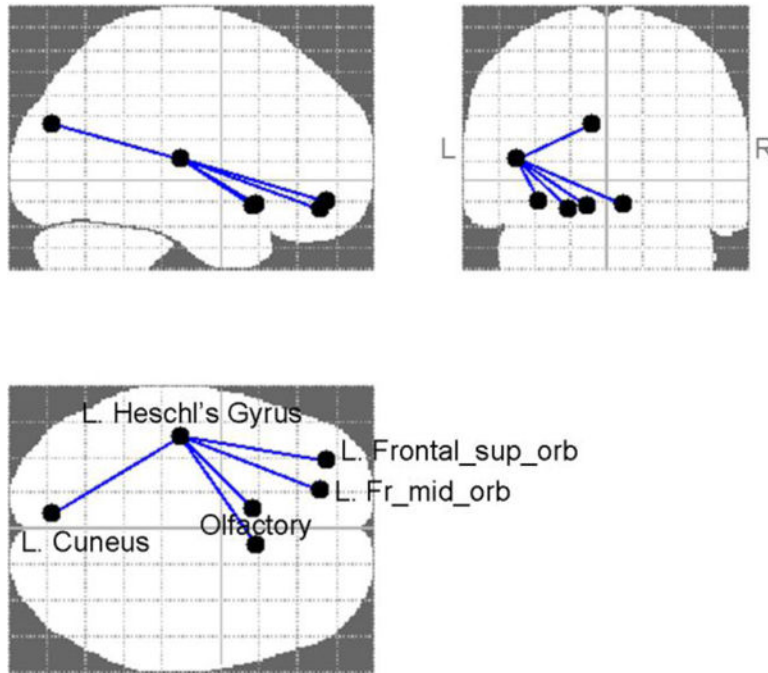 L
R
L. Heschl's Gyrus
L. Frontal_sup_orb
L. Fr_mid_orb
Olfactory
L. Cuneus